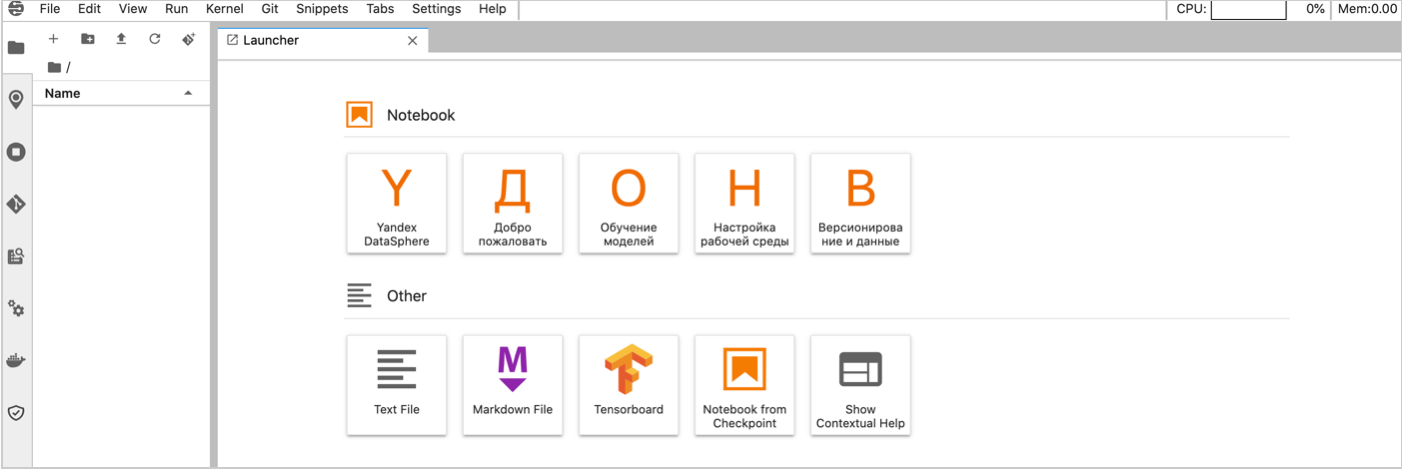 File Edit View Run Kernel Git Snippets Tabs Settings Help CPU: 0% Mem:0.00
Launcher
/
Name
Notebook
Y Д О Н В
Yandex Добро Обучение Настройка Версионирова
DataSphere пожаловать моделей рабочей среды ние и данные
Other
Text File Markdown File Tensorboard Notebook from Show
Checkpoint Contextual Help